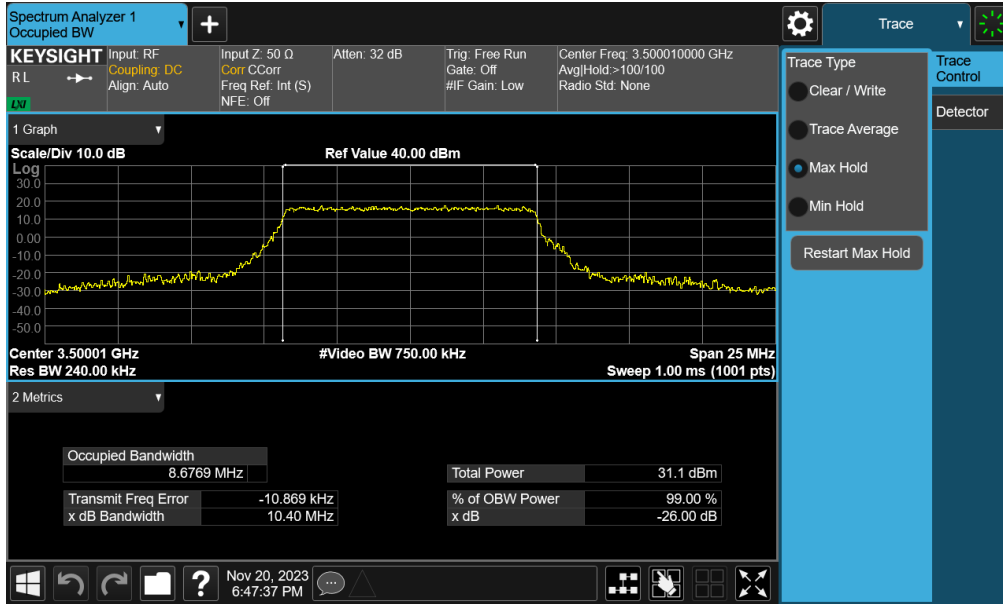 Spectrum Analyzer 1
Occupied BW
+
Trace
KEYSIGHT
RL
LXI
Input: RF
Coupling: DC
Align: Auto
Input Z: 50 Ω
Corr CCorr
Freq Ref: Int (S)
NFE: Off
Atten: 32 dB
Trig: Free Run
Gate: Off
#IF Gain: Low
Center Freq: 3.500010000 GHz
Avg|Hold:>100/100
Radio Std: None
Trace Type
Clear / Write
Trace Average
Max Hold
Min Hold
Restart Max Hold
Trace
Control
Detector
1 Graph
Scale/Div 10.0 dB
Ref Value 40.00 dBm
Log
30.0
20.0
10.0
0.00
-10.0
-20.0
-30.0
-40.0
-50.0
Center 3.50001 GHz
#Video BW 750.00 kHz
Span 25 MHz
Res BW 240.00 kHz
Sweep 1.00 ms (1001 pts)
2 Metrics
Occupied Bandwidth
8.6769 MHz
Total Power 31.1 dBm
Transmit Freq Error -10.869 kHz
% of OBW Power 99.00 %
x dB Bandwidth 10.40 MHz
x dB -26.00 dB
?
Nov 20, 2023
6:47:37 PM